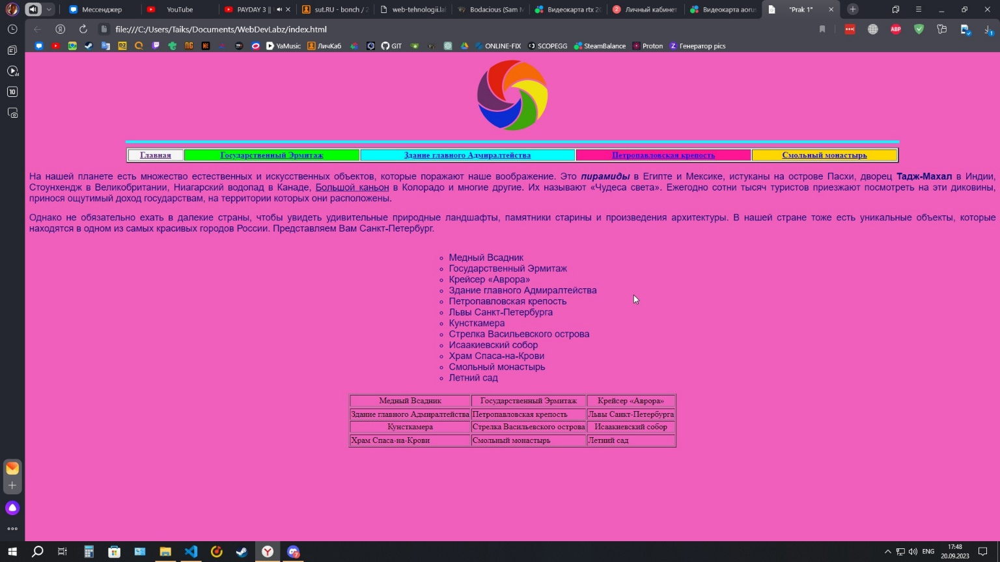 Мессенджер
YouTube
PAYDAY 3 ||
sut.RU - bonch / 2
web-tehnologii.la
Bodacious (Sam M
Видеокарта rtx 20
Личный кабинет
Видеокарта aorus
"Prak 1"
file:///C:/Users/Taiks/Documents/WebDevLabz/index.html
ABP
YaMusic
ЛичКаб
GIT
ONLINE-FIX
SCOPEGG
SteamBalance
Proton
Генератор pics
10
Главная
Государственный Эрмитаж
Здание главного Адмиралтейства
Петропавловская крепость
Смольный монастырь
На нашей планете есть множество естественных и искусственных объектов, которые поражают наше воображение. Это пирамиды в Египте и Мексике, истуканы на острове Пасхи, дворец Тадж-Махал в Индии,
Стоунхендж в Великобритании, Ниагарский водопад в Канаде, Большой каньон в Колорадо и многие другие. Их называют «Чудеса света». Ежегодно сотни тысяч туристов приезжают посмотреть на эти диковины,
принося ощутимый доход государствам, на территории которых они расположены.
Однако не обязательно ехать в далекие страны, чтобы увидеть удивительные природные ландшафты, памятники старины и произведения архитектуры. В нашей стране тоже есть уникальные объекты, которые
находятся в одном из самых красивых городов России. Представляем Вам Санкт-Петербург.
Медный Всадник
Государственный Эрмитаж
Крейсер «Аврора»
Здание главного Адмиралтейства
Петропавловская крепость
Львы Санкт-Петербурга
Кунсткамера
Стрелка Васильевского острова
Исаакиевский собор
Храм Спаса-на-Крови
Смольный монастырь
Летний сад
Медный Всадник
Государственный Эрмитаж
Крейсер «Аврора»
Здание главного Адмиралтейства
Петропавловская крепость
Львы Санкт-Петербурга
Кунсткамера
Стрелка Васильевского острова
Исаакиевский собор
Храм Спаса-на-Крови
Смольный монастырь
Летний сад
ENG
17:48
20.09.2023